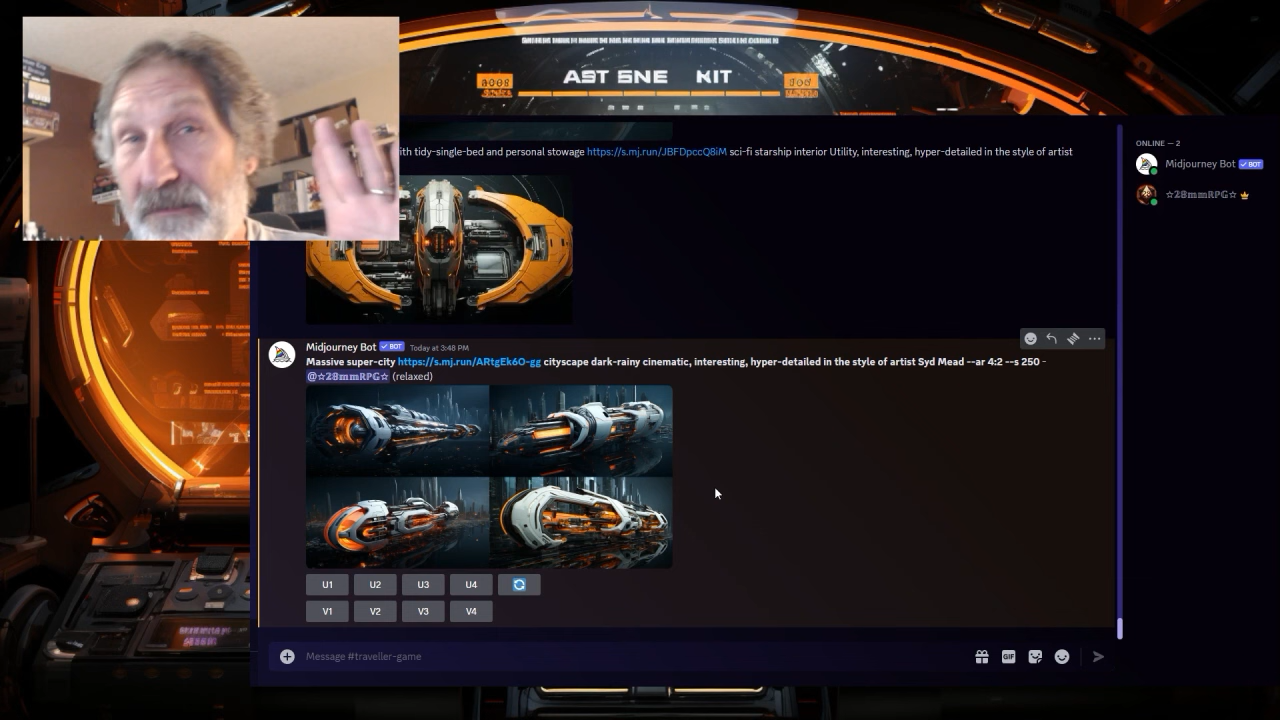 AST SNE KIT
ith tidy-single-bed and personal stowage https://s.mj.run/JBFDpccQ8iM sci-fi starship interior Utility, interesting, hyper-detailed in the style of artist
ONLINE — 2
Midjourney Bot ✓ BOT
☆28mmRPG☆
Midjourney Bot ✓ BOT Today at 3:48 PM
Massive super-city https://s.mj.run/ARtgEk6O-gg cityscape dark-rainy cinematic, interesting, hyper-detailed in the style of artist Syd Mead --ar 4:2 --s 250 -
@☆28mmRPG☆ (relaxed)
U1 U2 U3 U4
V1 V2 V3 V4
Message #traveller-game
GIF